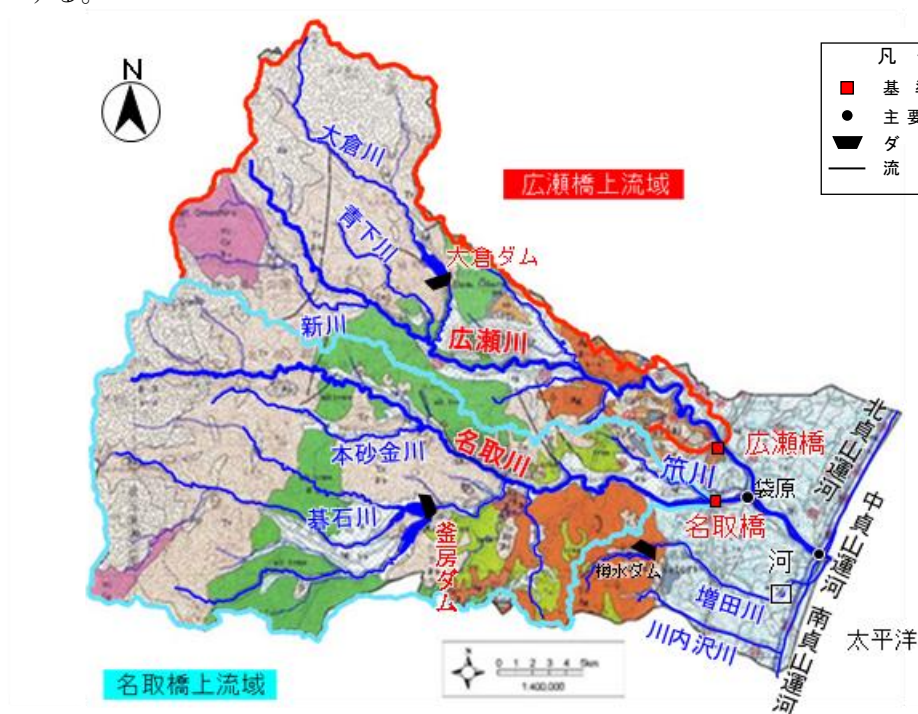 する。
N
凡
基
主要
ダ
流
大倉川
広瀬橋上流域
青下川
大倉ダム
新川
広瀬川
北貞山運河
名取川
本砂金川
笊川
広瀬橋
袋原
碁石川
名取橋
中貞山運河
釜房ダム
樽水ダム
河口
増田川
川内沢川
南貞山運河
太平洋
名取橋上流域
N
0 1 2 3 4 5km
1:400,000